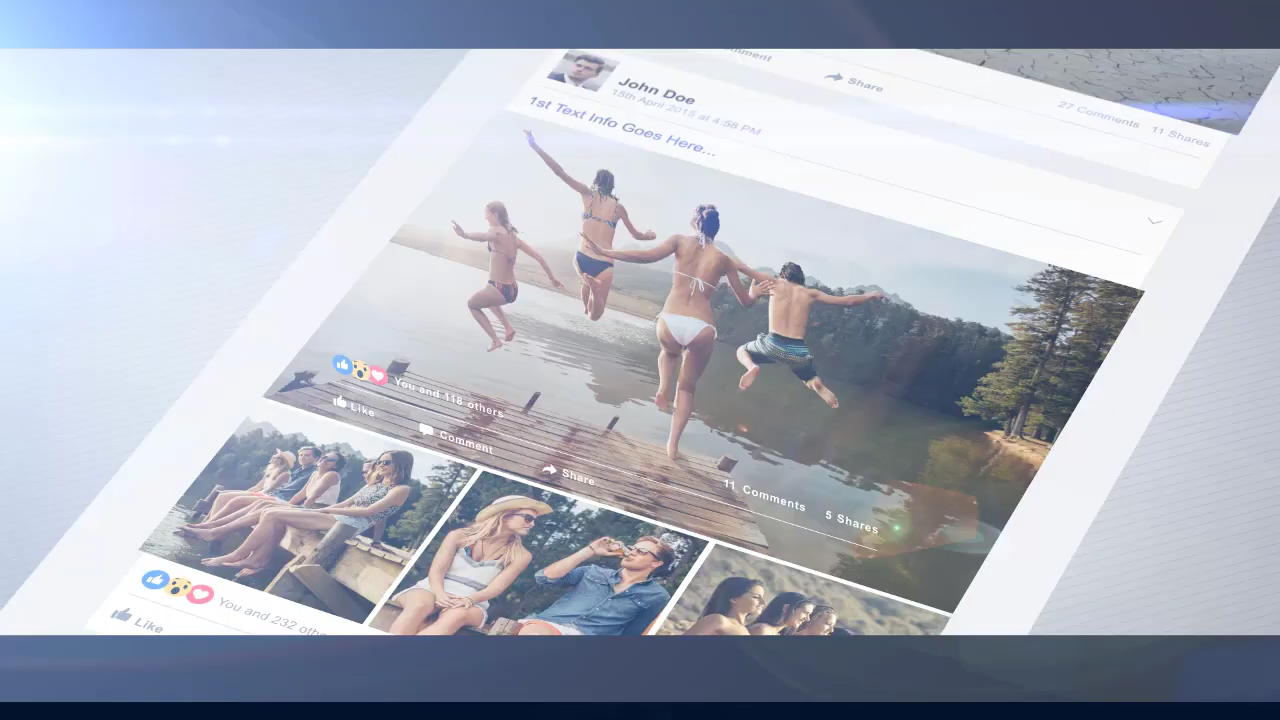 Share
27 Comments 11 Shares
John Doe
15th April 2015 at 4:58 PM
1st Text Info Goes Here...
You and 118 others
Like
Comment
Share
11 Comments 5 Shares
You and 232
Like